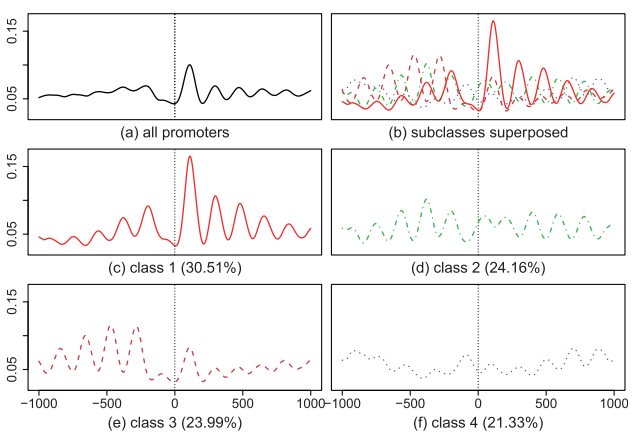 0.15
0.05
(a) all promoters
(b) subclasses superposed
0.15
0.05
(c) class 1 (30.51%)
(d) class 2 (24.16%)
0.15
0.05
−1000 −500 0 500 1000
−1000 −500 0 500 1000
(e) class 3 (23.99%)
(f) class 4 (21.33%)